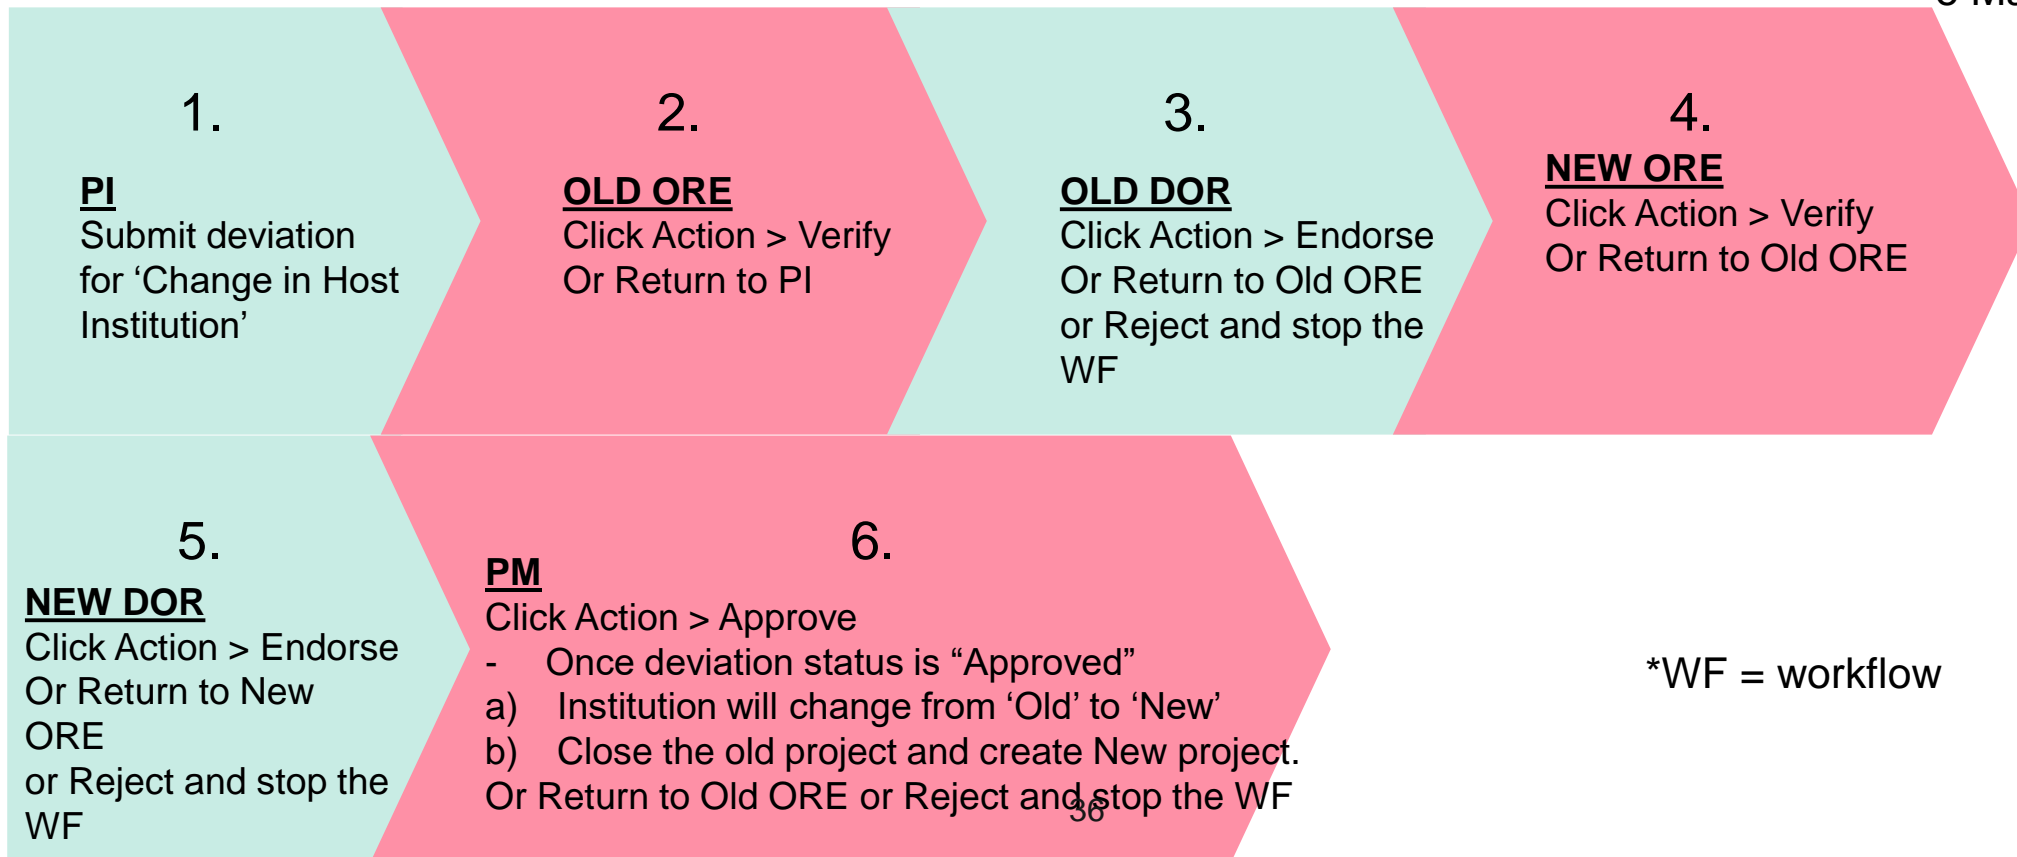 1.
PI
Submit deviation
for ‘Change in Host
Institution’
2.
OLD ORE
Click Action > Verify
Or Return to PI
3.
OLD DOR
Click Action > Endorse
Or Return to Old ORE
or Reject and stop the
WF
4.
NEW ORE
Click Action > Verify
Or Return to Old ORE
5.
NEW DOR
Click Action > Endorse
Or Return to New
ORE
or Reject and stop the
WF
6.
PM
Click Action > Approve
- Once deviation status is “Approved”
a) Institution will change from ‘Old’ to ‘New’
b) Close the old project and create New project.
Or Return to Old ORE or Reject and stop the WF
36
*WF = workflow